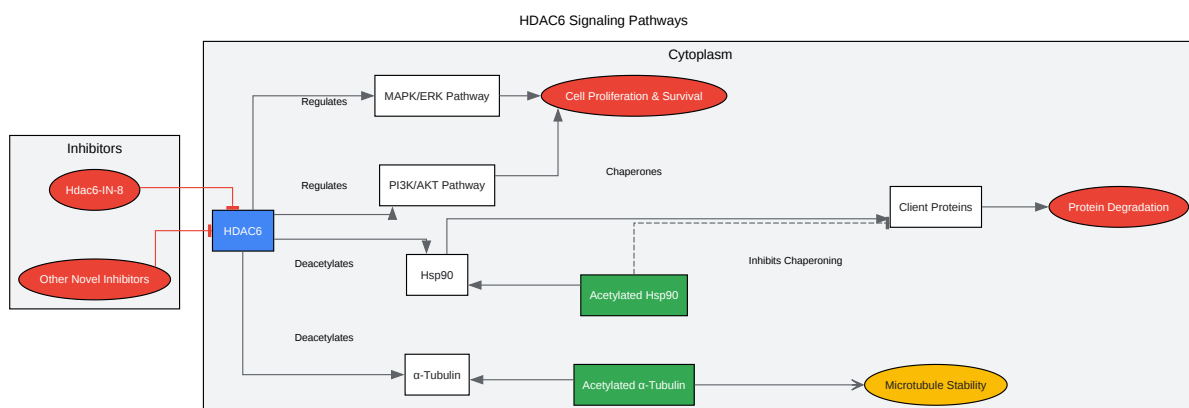 HDAC6 Signaling Pathways
Cytoplasm
MAPK/ERK Pathway
Cell Proliferation & Survival
Regulates
Inhibitors
Hdac6-IN-8
Regulates
PI3K/AKT Pathway
Chaperones
Client Proteins
Protein Degradation
HDAC6
Deacetylates
Inhibits Chaperoning
Other Novel Inhibitors
Hsp90
Acetylated Hsp90
Deacetylates
α-Tubulin
Acetylated α-Tubulin
Microtubule Stability